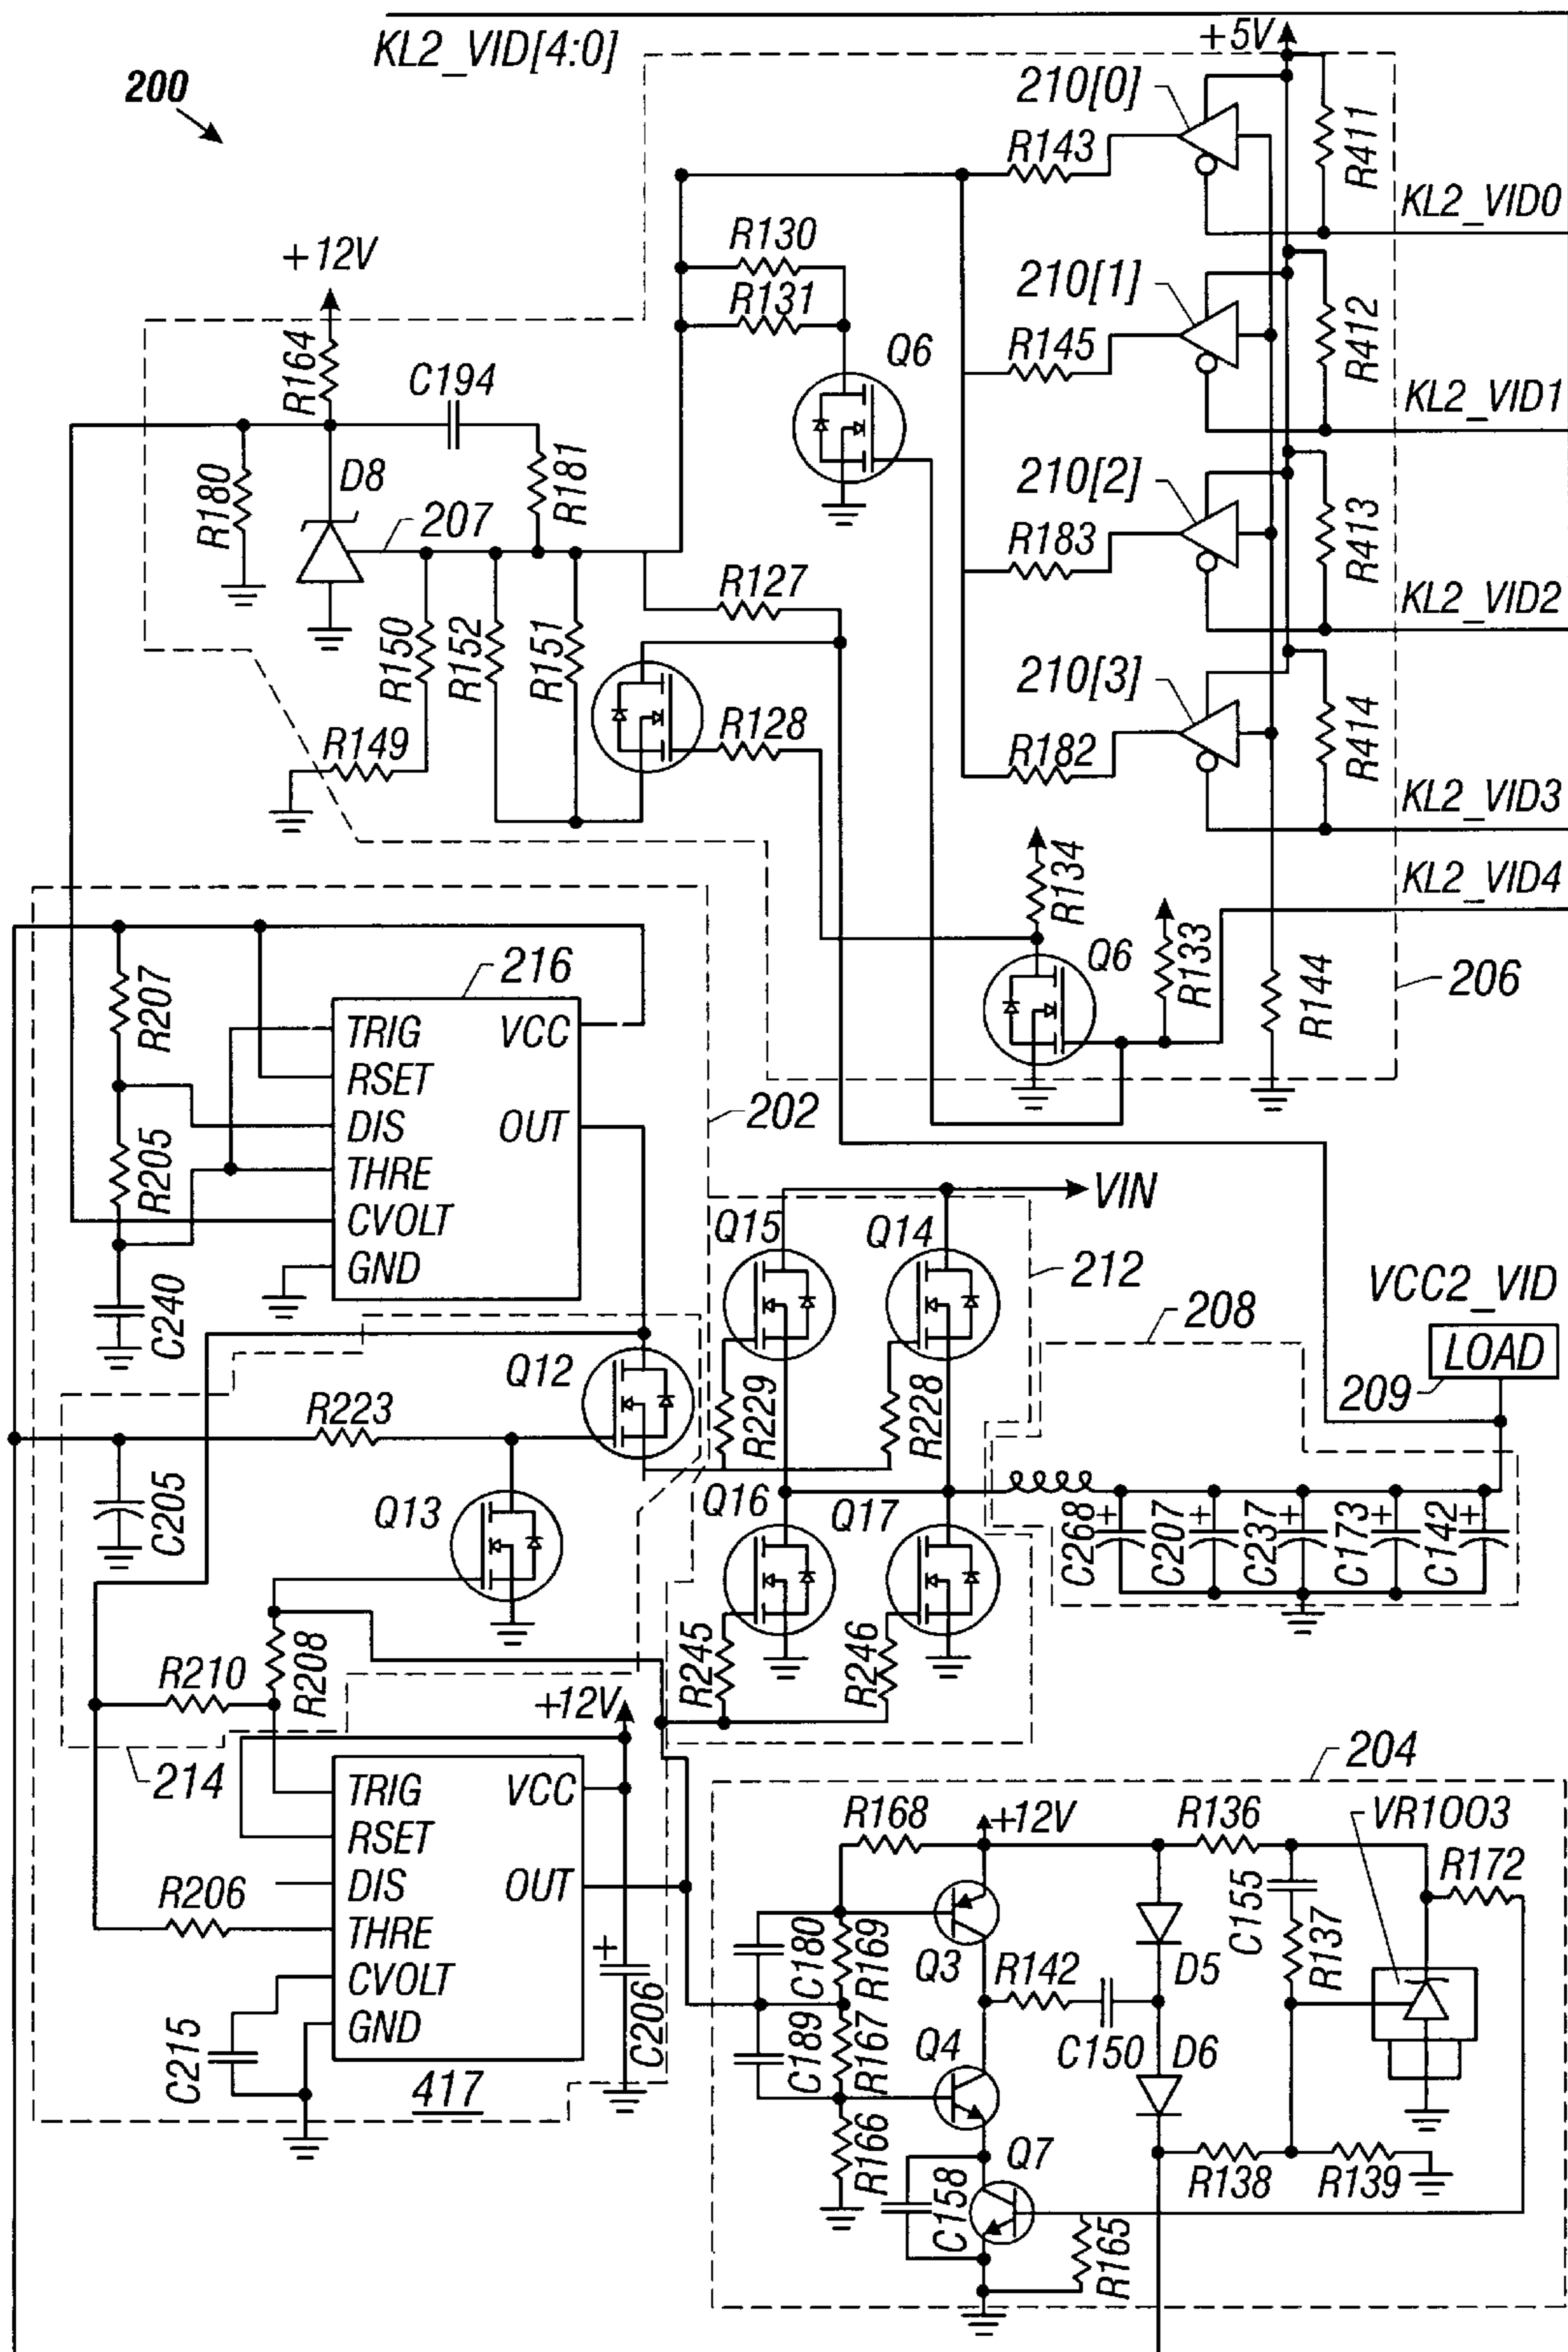 KL2_VID[4:0]
+5V
200
210[0]
R143
R411
KL2_VID0
R130
+12V
210[1]
R131
R164
Q6
R145
R412
C194
KL2_VID1
D8
R181
210[2]
R180
207
R183
R413
R127
KL2_VID2
R150
R152
R151
210[3]
R128
R414
R149
R182
KL2_VID3
R134
KL2_VID4
Q6
R133
216
206
R207
R144
TRIG
VCC
RSET
202
DIS
OUT
R205
THRE
VIN
CVOLT
Q15
Q14
GND
212
VCC2_VID
C240
208
LOAD
Q12
209
R223
R229
R228
Q16
Q17
Q13
C205
C268
+
C207
+
C237
+
C173
+
C142
+
R208
R245
R246
R210
+12V
204
214
TRIG
VCC
R168
+12V
R136
VR1003
RSET
R172
R206
DIS
OUT
C155
THRE
C180
R169
R137
+
Q3
R142
D5
CVOLT
C206
GND
C215
C189
R167
Q4
C150
D6
417
R166
Q7
R138
R139
C158
R165